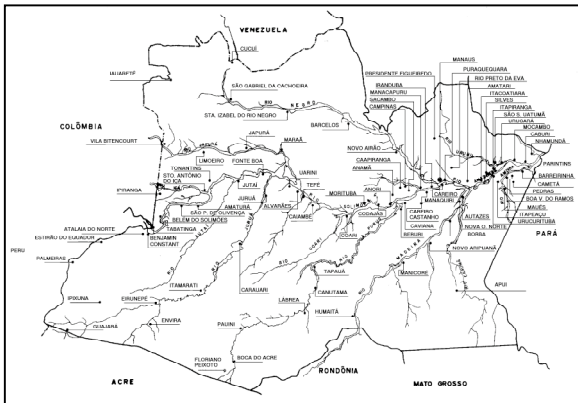 VENEZUELA
CUCUÍ
IAUARETÊ
MANAUS
PURAQUEQUARA
PRESIDENTE FIGUEIREDO
RIO PRETO DA EVA
SÃO GABRIEL DA CACHOEIRA
IRANDUBA
AMATARI
MANACAPURU
ITACOATIARA
SACAMBU
SILVES
CAMPINAS
ITAPIRANGA
RIO NEGRO
SÃO S. UATUMÃ
STA. IZABEL DO RIO NEGRO
URUCARÁ
BARCELOS
MOCAMBO
COLÔMBIA
CABURI
VILA BITENCOURT
JAPURÁ
NOVO AIRÃO
NHAMUNDÁ
MARAÃ
LIMOEIRO
FONTE BOA
CAAPIRANGA
PARINTINS
TUNANTINS
UARINI
ANAMÃ
BARREIRINHA
STO. ANTÔNIO
DO IÇA
JUTAÍ
TEFÉ
ANORI
CAREIRO
CAMETÁ
IPIRANGA
MORITUBA
MANAQUIRI
PEDRAS
JURUÁ
ALVARÃES
BOA V. DO RAMOS
AMATURÁ
CODAJÁS
CAREIRO
CASTANHO
MAUÉS
SÃO P. DE OLIVENÇA
CAIAMBÉ
AUTAZES
ITAPEAÇU
BELÉM DO SOLIMÕES
COARI
CAVIANA
URUCURITUBA
ATALAIA DO NORTE
TABATINGA
BERURI
NOVA O. NORTE
ESTIRÃO DO EQUADOR
BENJAMIN
CONSTANT
BORBA
PARÁ
PERU
NOVO ARIPUANÃ
PALMEIRAS
TAPAUÁ
MANICORÉ
ITAMARATI
CARAUARI
CANUTAMA
APUÍ
IPIXUNA
EIRUNEPÉ
LÁBREA
HUMAITÁ
GUAJARÁ
ENVIRA
PAUINI
FLORIANO
PEIXOTO
BOCA DO ACRE
RONDÔNIA
ACRE
MATO GROSSO